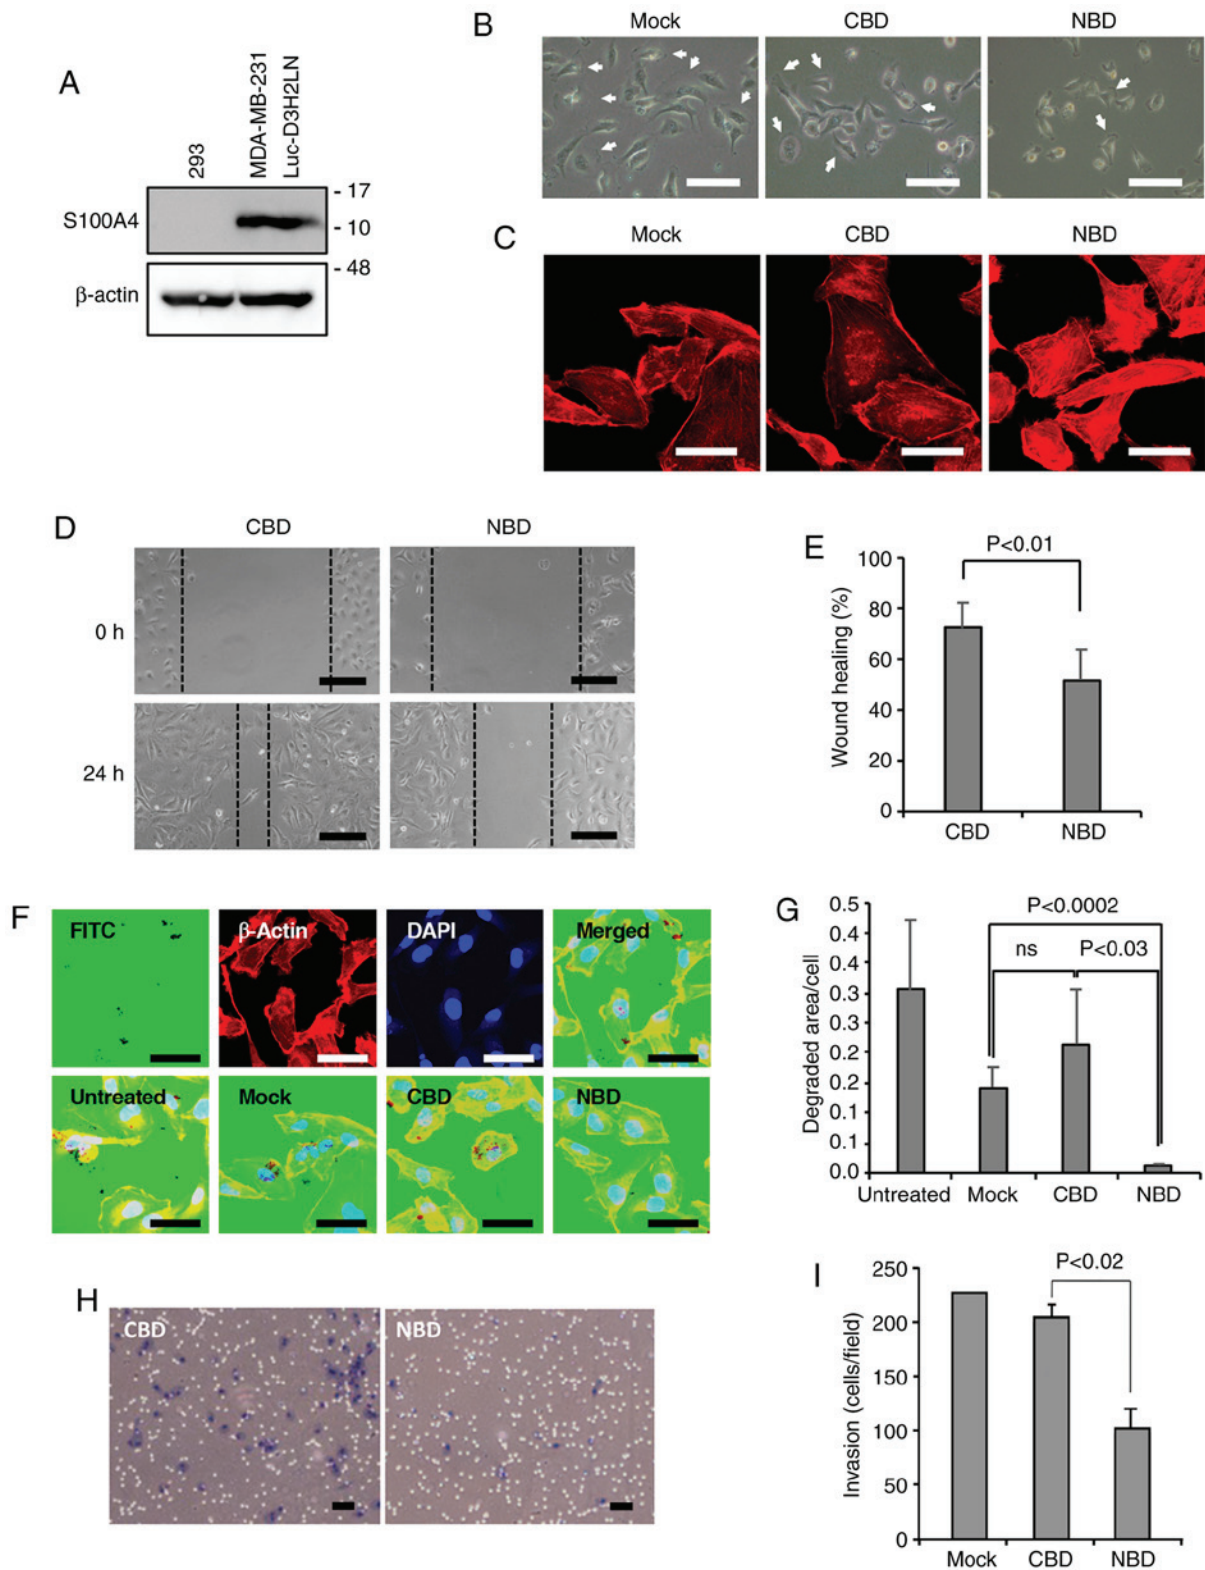 A
293
MDA-MB-231
Luc-D3H2LN
S100A4
- 17
- 10
β-actin
- 48
B
Mock
CBD
NBD
C
Mock
CBD
NBD
D
CBD
NBD
0 h
24 h
E
P<0.01
Wound healing (%)
100
80
60
40
20
0
CBD
NBD
F
FITC
β-Actin
DAPI
Merged
Untreated
Mock
CBD
NBD
G
P<0.0002
ns
P<0.03
Degraded area/cell
0.5
0.4
0.4
0.3
0.3
0.2
0.2
0.1
0.1
0.0
Untreated
Mock
CBD
NBD
H
CBD
NBD
I
P<0.02
Invasion (cells/field)
250
200
150
100
50
0
Mock
CBD
NBD